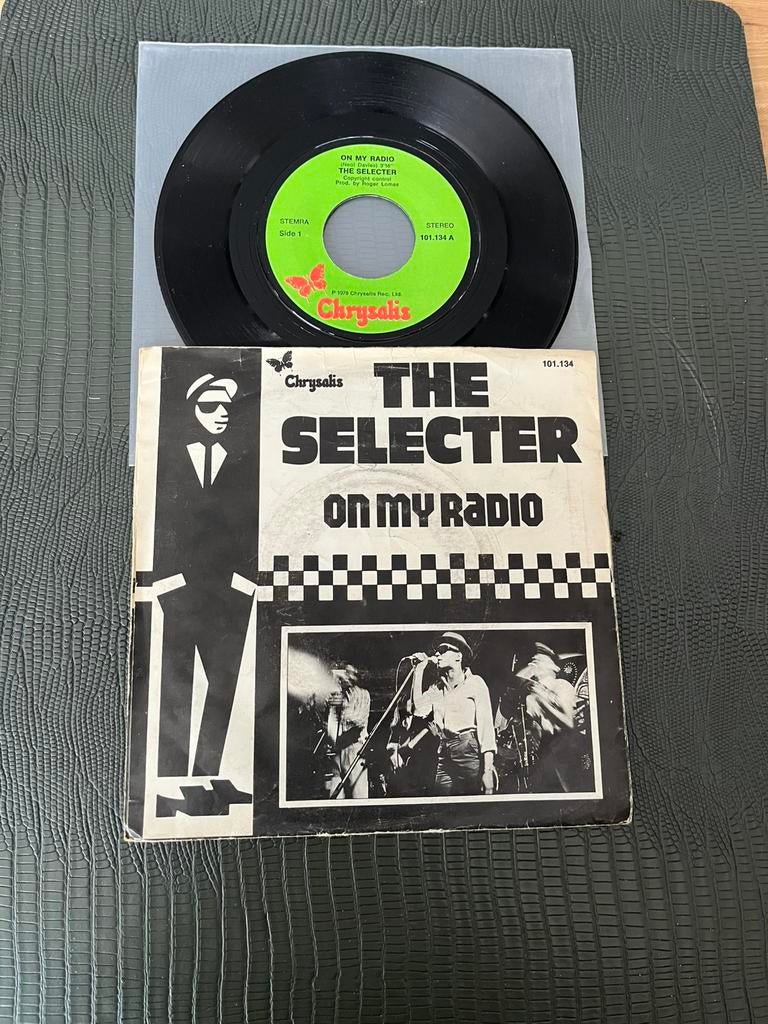 ON MY RADIO
(Neol Davies) 3'14"
THE SELECTER
Copyright control
Prod. by Roger Lomas
STEMRA
STEREO
Side 1
101.134 A
P 1979 Chrysalis Rec. Ltd.
Chrysalis
101.134
Chrysalis
THE
SELECTER
on my radio